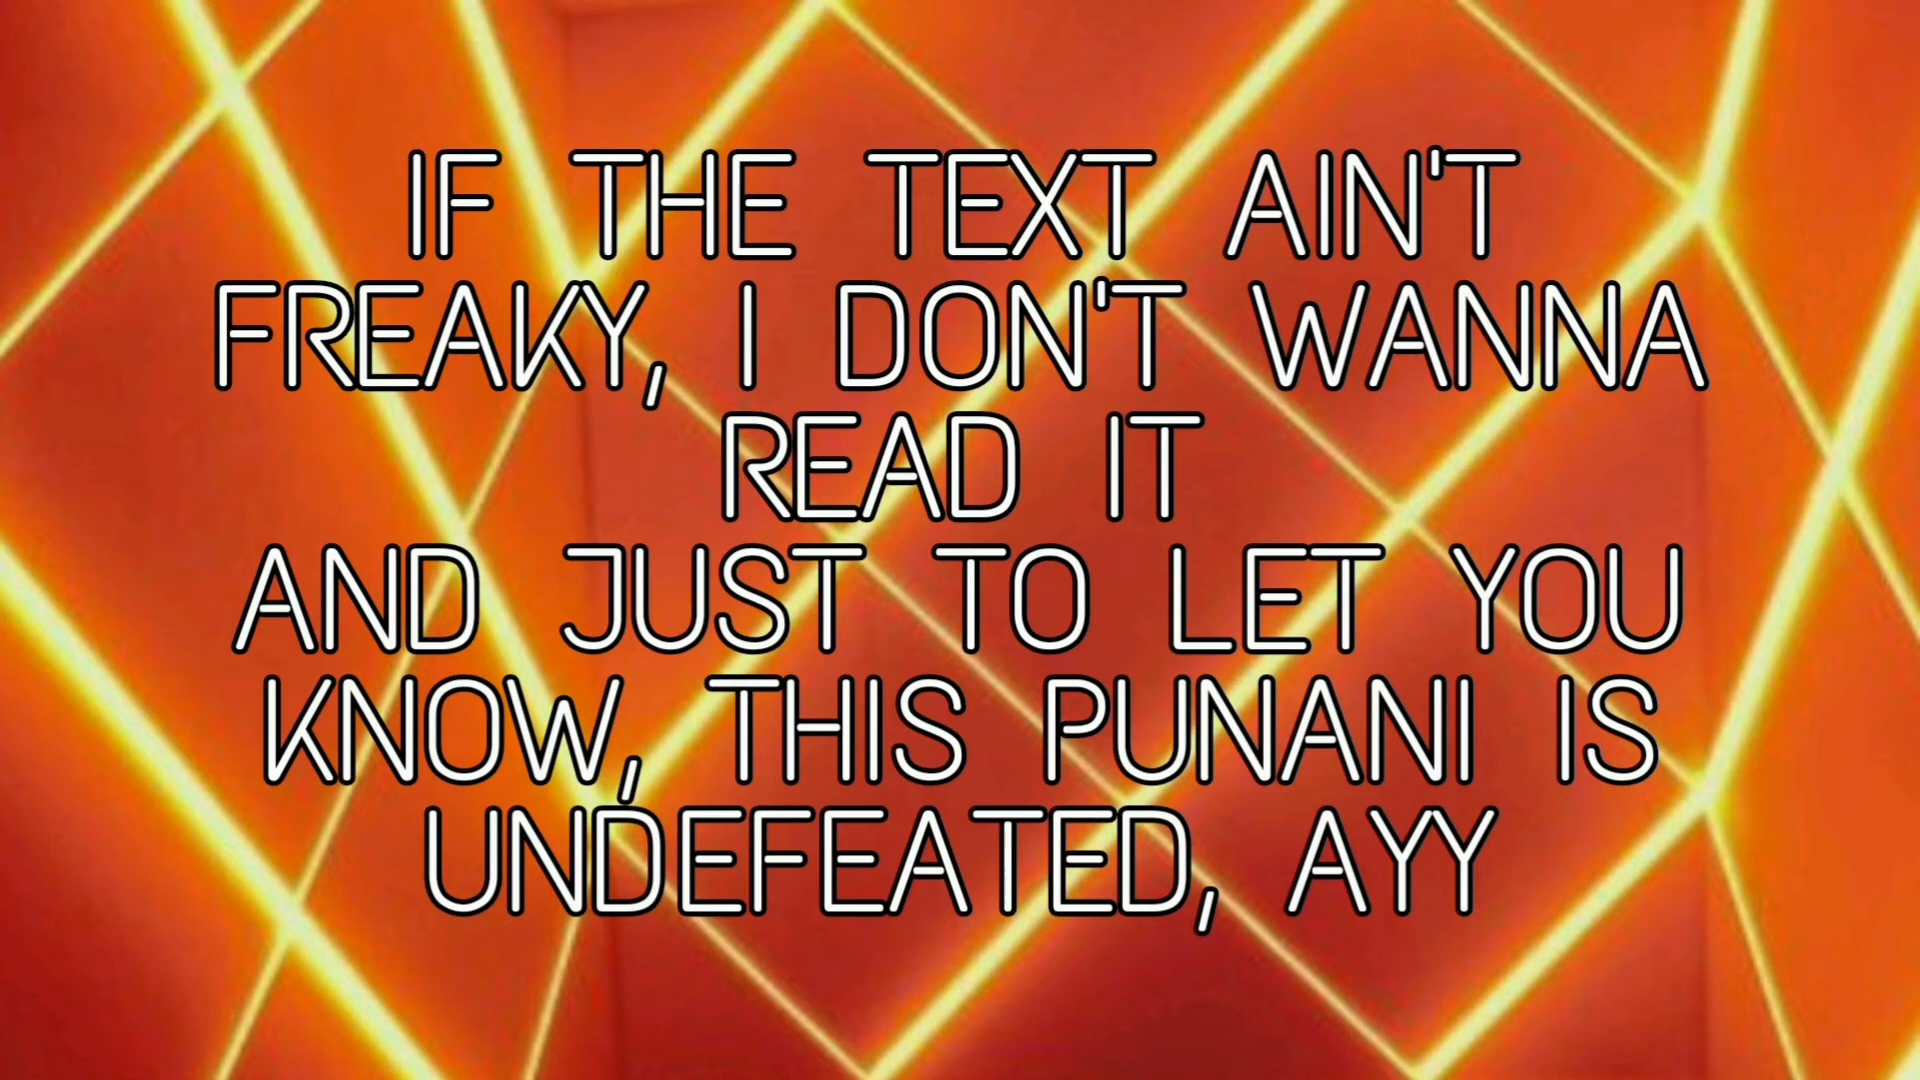 IF THE TEXT AIN'T
FREAKY, I DON'T WANNA
READ IT
AND JUST TO LET YOU
KNOW, THIS PUNANI IS
UNDEFEATED, AYY